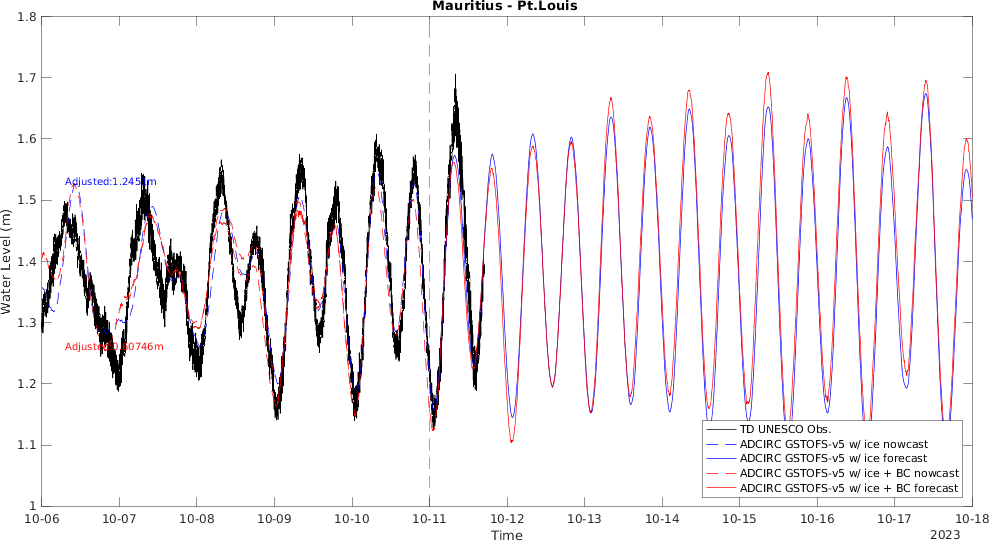 Mauritius - Pt.Louis
1.8
1.7
1.6
1.5
1.4
1.3
1.2
1.1
1
Water Level (m)
Adjusted:1.2451m
Adjusted:0.60746m
TD UNESCO Obs.
ADCIRC GSTOFS-v5 w/ ice nowcast
ADCIRC GSTOFS-v5 w/ ice forecast
ADCIRC GSTOFS-v5 w/ ice + BC nowcast
ADCIRC GSTOFS-v5 w/ ice + BC forecast
10-06 10-07 10-08 10-09 10-10 10-11 10-12 10-13 10-14 10-15 10-16 10-17 10-18
Time
2023